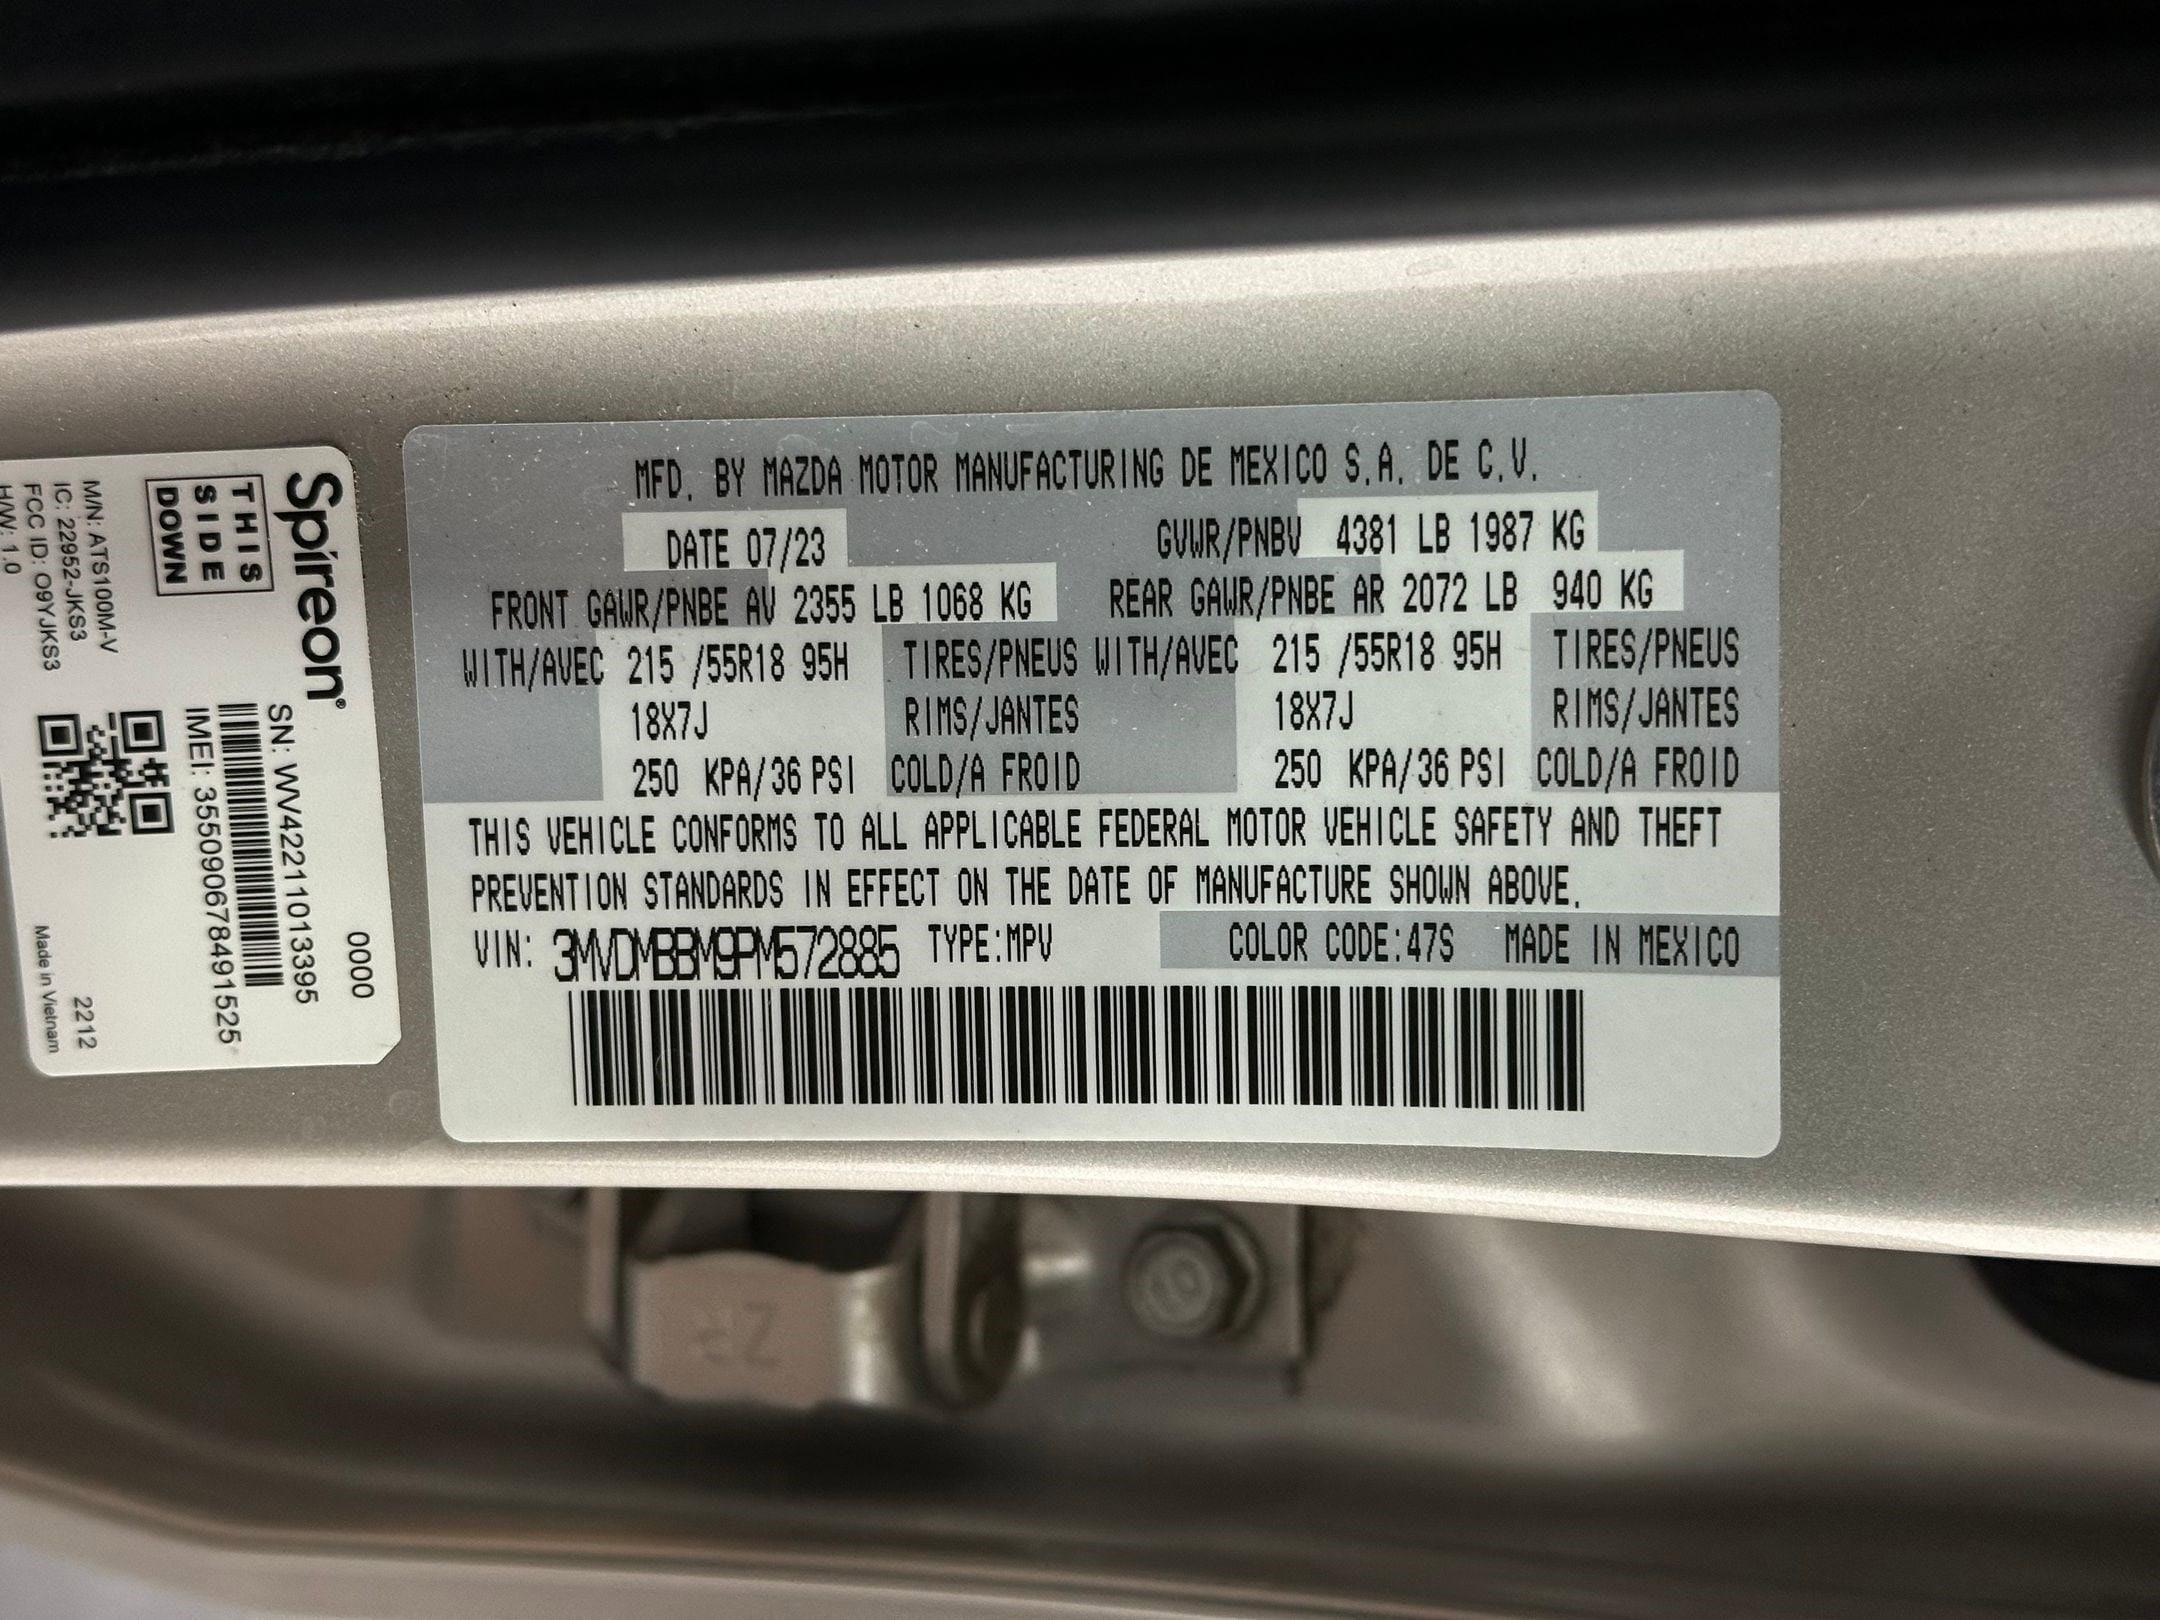 MFD. BY MAZDA MOTOR MANUFACTURING DE MEXICO S.A. DE C.V.
DATE 07/23 GVWR/PNBV 4381 LB 1987 KG
FRONT GAWR/PNBE AV 2355 LB 1068 KG REAR GAWR/PNBE AR 2072 LB 940 KG
WITH/AVEC 215 /55R18 95H TIRES/PNEUS WITH/AVEC 215 /55R18 95H TIRES/PNEUS
18X7J RIMS/JANTES 18X7J RIMS/JANTES
250 KPA/36 PSI COLD/A FROID 250 KPA/36 PSI COLD/A FROID
THIS VEHICLE CONFORMS TO ALL APPLICABLE FEDERAL MOTOR VEHICLE SAFETY AND THEFT
PREVENTION STANDARDS IN EFFECT ON THE DATE OF MANUFACTURE SHOWN ABOVE.
VIN: 3MVDMBBM9PM572885 TYPE:MPV COLOR CODE:47S MADE IN MEXICO
Spireon®
THIS
SIDE
DOWN
M/N: ATS100M-V
IC: 22952-JKS3
FCC ID: O9YJKS3
H/W: 1.0
SN: WV422110113395
IMEI: 355090678491525
0000
2212
Made in Vietnam
10